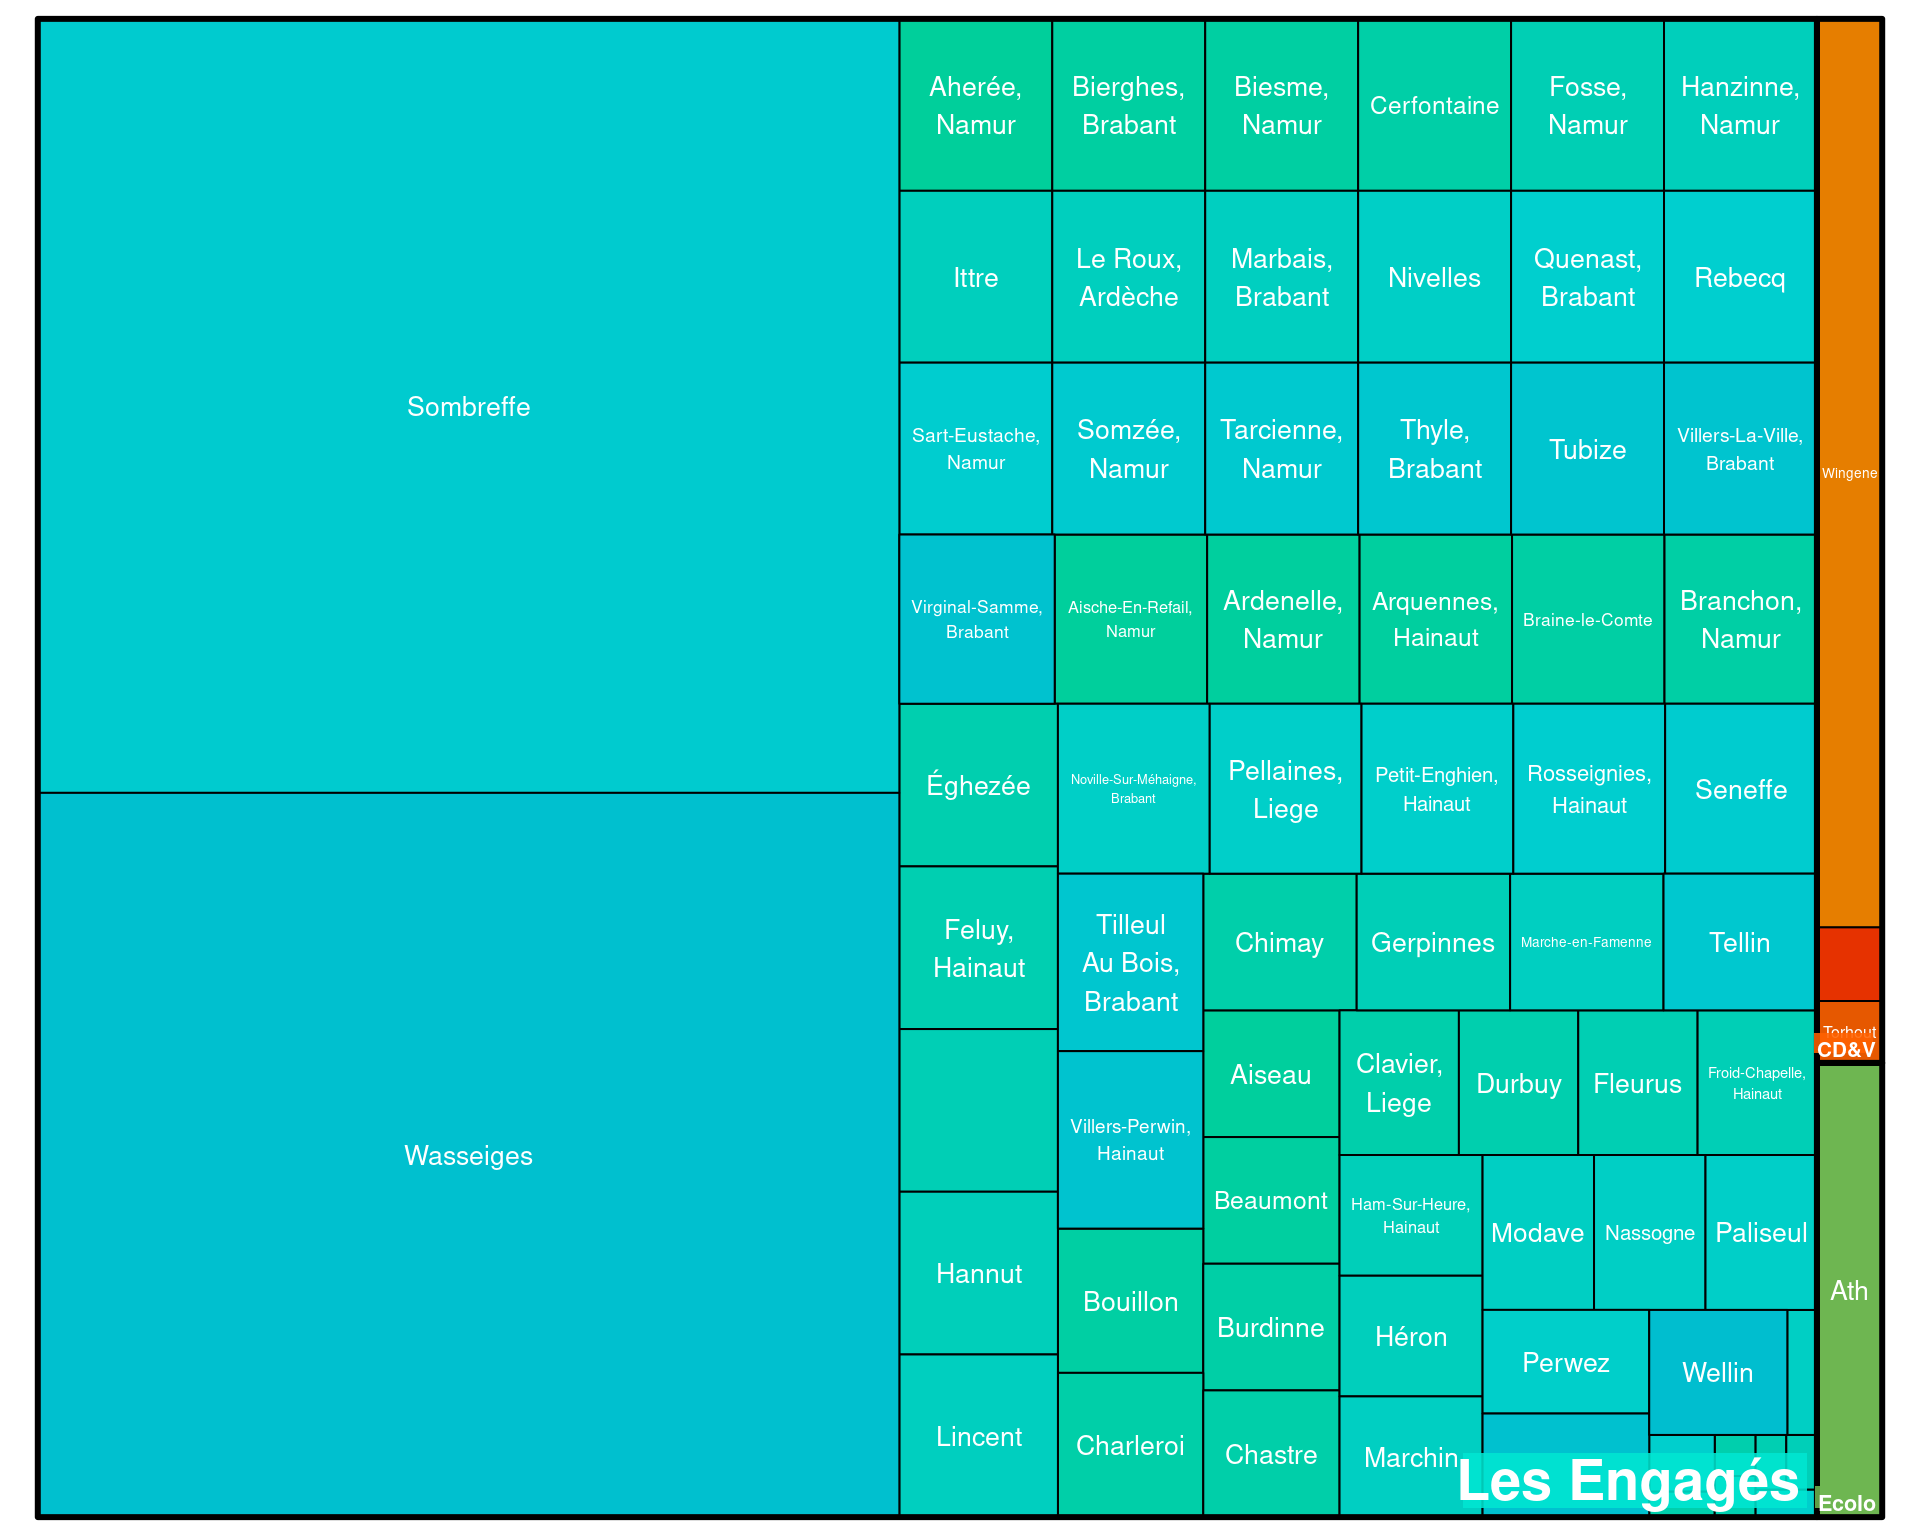 Sombreffe
Wasseiges
Aherée,
Namur
Bierghes,
Brabant
Biesme,
Namur
Cerfontaine
Fosse,
Namur
Hanzinne,
Namur
Ittre
Le Roux,
Ardèche
Marbais,
Brabant
Nivelles
Quenast,
Brabant
Rebecq
Sart-Eustache,
Namur
Somzée,
Namur
Tarcienne,
Namur
Thyle,
Brabant
Tubize
Villers-La-Ville,
Brabant
Virginal-Samme,
Brabant
Aische-En-Refail,
Namur
Ardenelle,
Namur
Arquennes,
Hainaut
Braine-le-Comte
Branchon,
Namur
Éghezée
Noville-Sur-Méhaigne,
Brabant
Pellaines,
Liege
Petit-Enghien,
Hainaut
Rosseignies,
Hainaut
Seneffe
Feluy,
Hainaut
Tilleul
Au Bois,
Brabant
Chimay
Gerpinnes
Marche-en-Famenne
Tellin
Villers-Perwin,
Hainaut
Aiseau
Clavier,
Liege
Durbuy
Fleurus
Froid-Chapelle,
Hainaut
Beaumont
Ham-Sur-Heure,
Hainaut
Modave
Nassogne
Paliseul
Hannut
Bouillon
Burdinne
Héron
Perwez
Wellin
Lincent
Charleroi
Chastre
Marchin
Les Engagés
Wingene
Torhout
CD&V
Ath
Ecolo